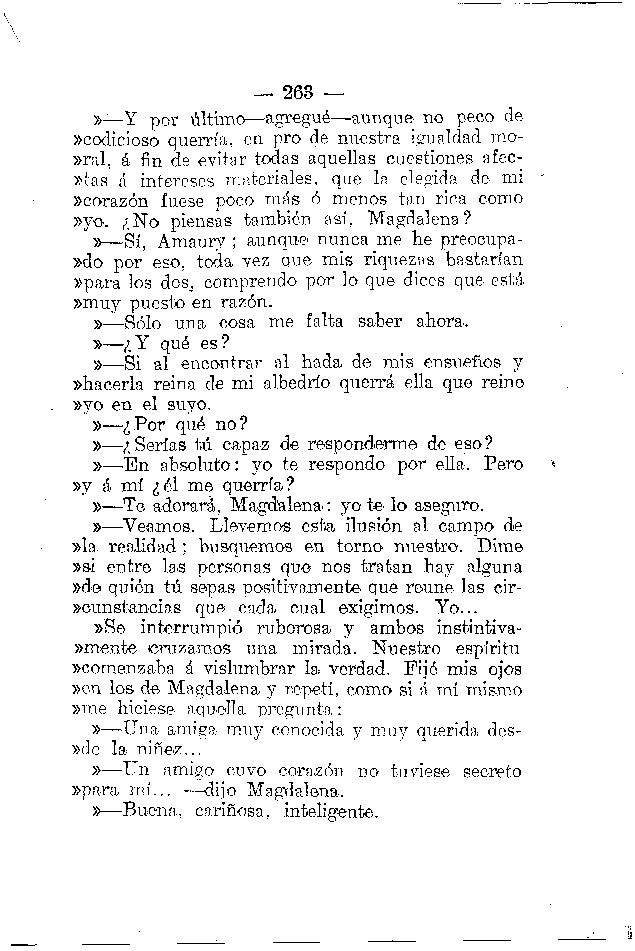 — 263 —
»—Y por último—agregué—aunque no peco de
»codicioso querría, en pro de nuestra igualdad mo-
»ral, á fin de evitar todas aquellas cuestiones afec-
»tas á intereses materiales, que la elegida de mi
»corazón fuese poco más ó menos tan rica como
»yo. ¿No piensas también así, Magdalena?
»—Sí, Amaury; aunque nunca me he preocupa-
»do por eso, toda vez que mis riquezas bastarían
»para los dos, comprendo por lo que dices que está
»muy puesto en razón.
»—Sólo una cosa me falta saber ahora.
»—¿Y qué es?
»—Si al encontrar al hada de mis ensueños y
»hacerla reina de mi albedrío querrá ella que reine
»yo en el suyo.
»—¿Por qué no?
»—¿Serías tú capaz de responderme de eso?
»—En absoluto: yo te respondo por ella. Pero
»y á mí ¿él me querría?
»—Te adorará, Magdalena: yo te lo aseguro.
»—Veamos. Llevemos esta ilusión al campo de
»la realidad; busquemos en torno nuestro. Dime
»si entre las personas que nos tratan hay alguna
»de quién tú sepas positivamente que reune las cir-
»cunstancias que cada cual exigimos. Yo...
»Se interrumpió ruborosa y ambos instintiva-
»mente cruzamos una mirada. Nuestro espíritu
»comenzaba á vislumbrar la verdad. Fijé mis ojos
»en los de Magdalena y repetí, como si á mí mismo
»me hiciese aquella pregunta:
»—Una amiga muy conocida y muy querida des-
»de la niñez...
»—Un amigo cuyo corazón no tuviese secreto
»para mí... —dijo Magdalena.
»—Buena, cariñosa, inteligente.